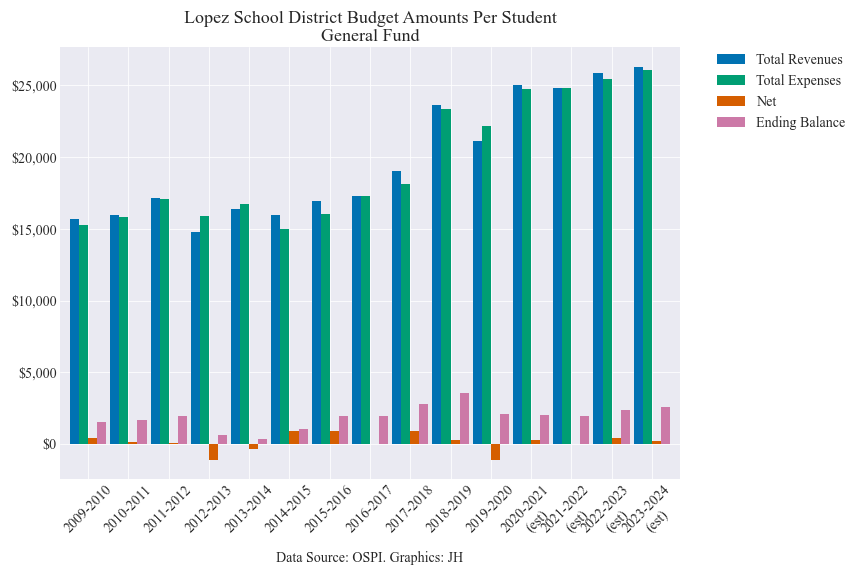 Lopez School District Budget Amounts Per Student
General Fund
Total Revenues
Total Expenses
Net
Ending Balance
$25,000
$20,000
$15,000
$10,000
$5,000
$0
2009-2010
2010-2011
2011-2012
2012-2013
2013-2014
2014-2015
2015-2016
2016-2017
2017-2018
2018-2019
2019-2020
2020-2021
(est)
2021-2022
(est)
2022-2023
(est)
2023-2024
(est)
Data Source: OSPI. Graphics: JH